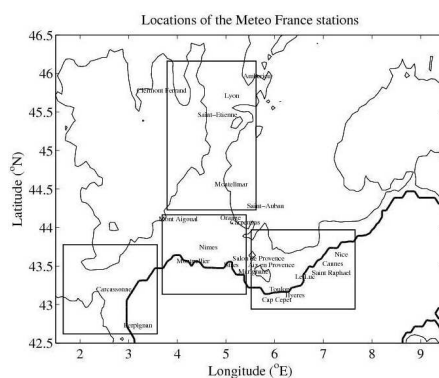 Locations of the Meteo France stations
46.5
46
45.5
45
44.5
44
43.5
43
42.5
Latitude (°N)
Clermont Ferrand
Lyon
Saint-Etienne
Montelimar
Saint-Auban
Mont Aigoual
Orange
Nimes
Montpellier
Salon de Provence
Aix en Provence
Nice
Cannes
Saint Raphael
Le Luc
Carcassonne
Toulon
Hyeres
Cap Cepet
Perpignan
2 3 4 5 6 7 8 9
Longitude (°E)